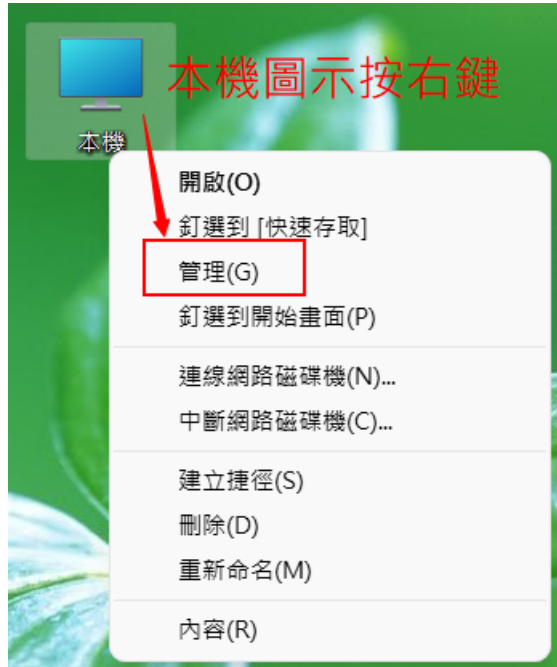 本機圖示按右鍵
本機
開啟(O)
釘選到 [快速存取]
管理(G)
釘選到開始畫面(P)
連線網路磁碟機(N)...
中斷網路磁碟機(C)...
建立捷徑(S)
刪除(D)
重新命名(M)
內容(R)